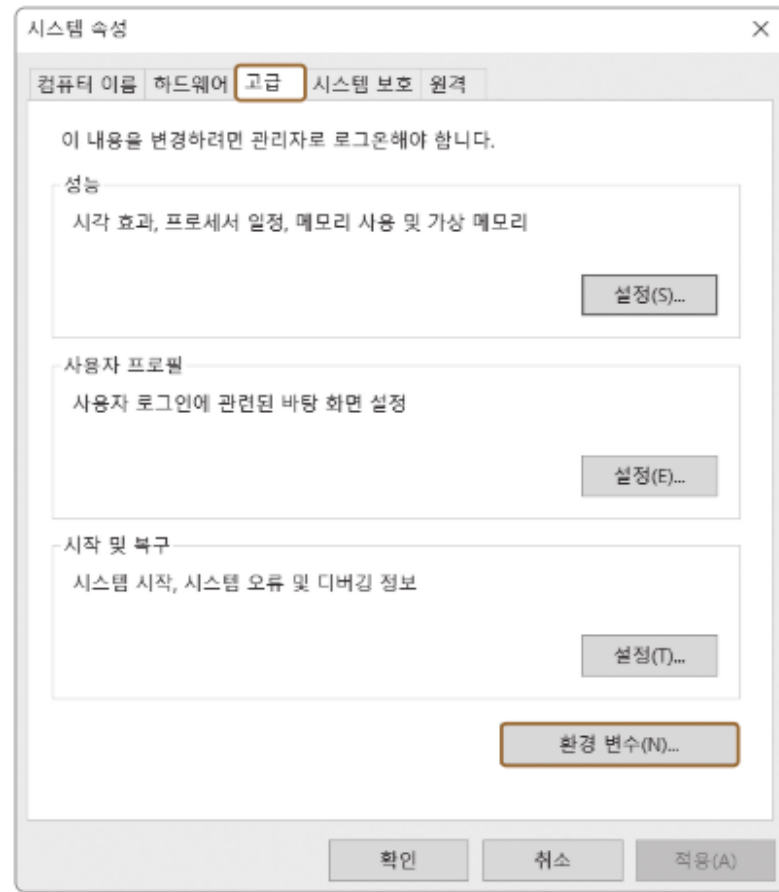 시스템 속성
컴퓨터 이름 하드웨어 고급 시스템 보호 원격
이 내용을 변경하려면 관리자로 로그온해야 합니다.
성능
시각 효과, 프로세서 일정, 메모리 사용 및 가상 메모리
설정(S)...
사용자 프로필
사용자 로그인에 관련된 바탕 화면 설정
설정(E)...
시작 및 복구
시스템 시작, 시스템 오류 및 디버깅 정보
설정(T)...
환경 변수(N)...
확인 취소 적용(A)